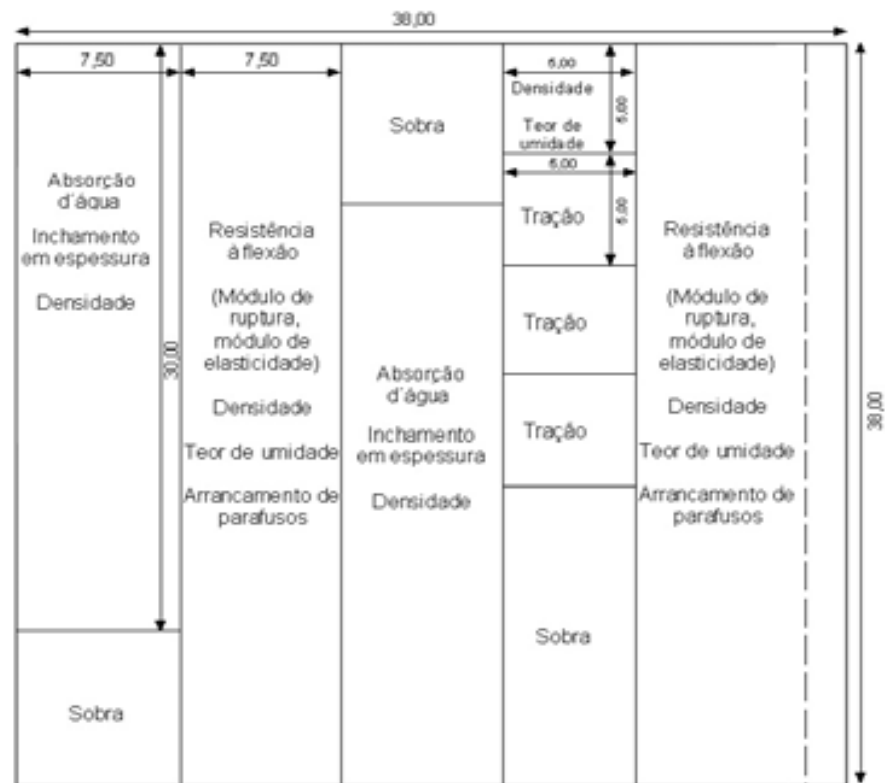 38,00
7,50
7,50
Absorção
d'água
Inchamento
em espessura
Densidade
30,00
Sobra
Resistência
à flexão
(Módulo de
ruptura,
módulo de
elasticidade)
Densidade
Teor de umidade
Arrancamento de
parafusos
Sobra
Absorção
d'água
Inchamento
em espessura
Densidade
5,00
Densidade
Teor de
umidade
5,00
5,00
Tração
5,00
Tração
Tração
Sobra
Resistência
à flexão
(Módulo de
ruptura,
módulo de
elasticidade)
Densidade
Teor de umidade
Arrancamento de
parafusos
38,00